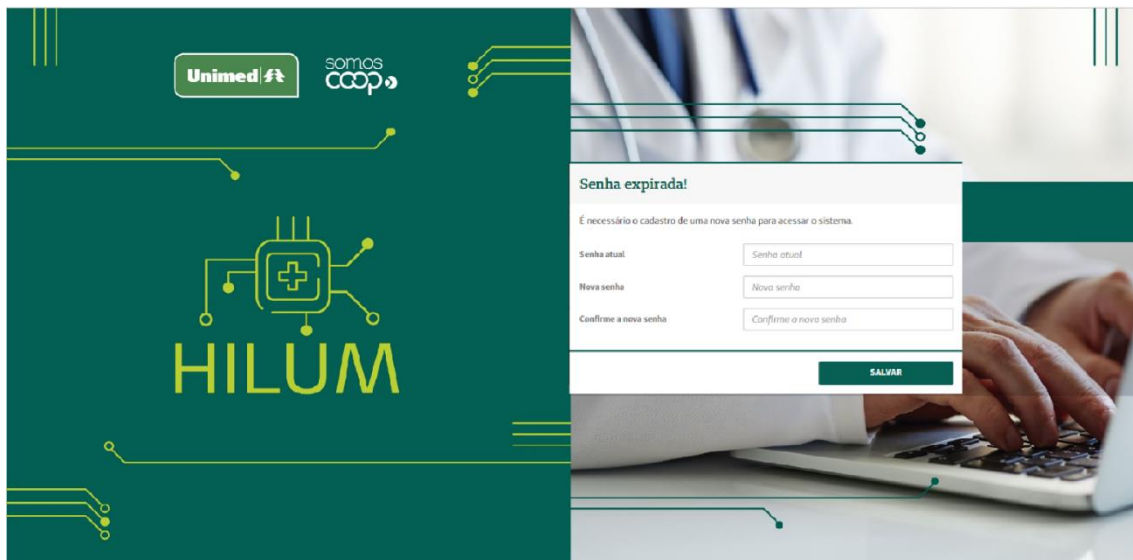 Unimed
somos
coop
HILUM
Senha expirada!
É necessário o cadastro de uma nova senha para acessar o sistema.
Senha atual
Senha atual
Nova senha
Nova senha
Confirme a nova senha
Confirme a nova senha
SALVAR